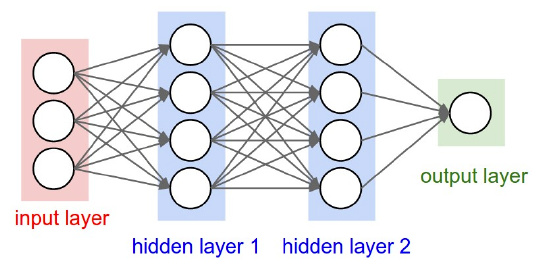 input layer
hidden layer 1
hidden layer 2
output layer